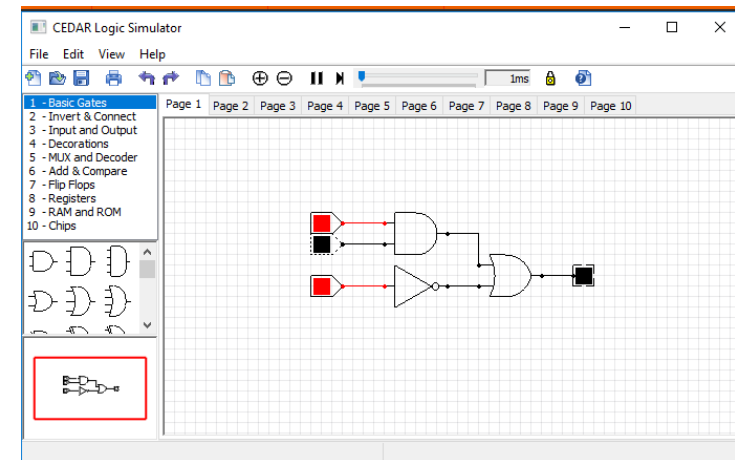 CEDAR Logic Simulator
File Edit View Help
1ms
1 - Basic Gates
2 - Invert & Connect
3 - Input and Output
4 - Decorations
5 - MUX and Decoder
6 - Add & Compare
7 - Flip Flops
8 - Registers
9 - RAM and ROM
10 - Chips
Page 1 Page 2 Page 3 Page 4 Page 5 Page 6 Page 7 Page 8 Page 9 Page 10